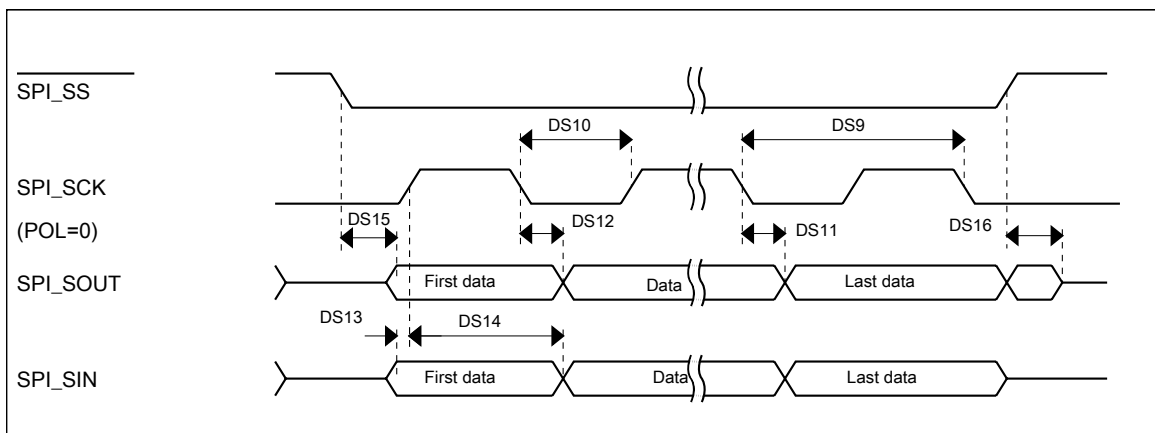 SPI_SS
DS10
DS9
SPI_SCK
(POL=0)
DS15
DS12
DS11
DS16
SPI_SOUT
First data
Data
Last data
DS13
DS14
SPI_SIN
First data
Data
Last data